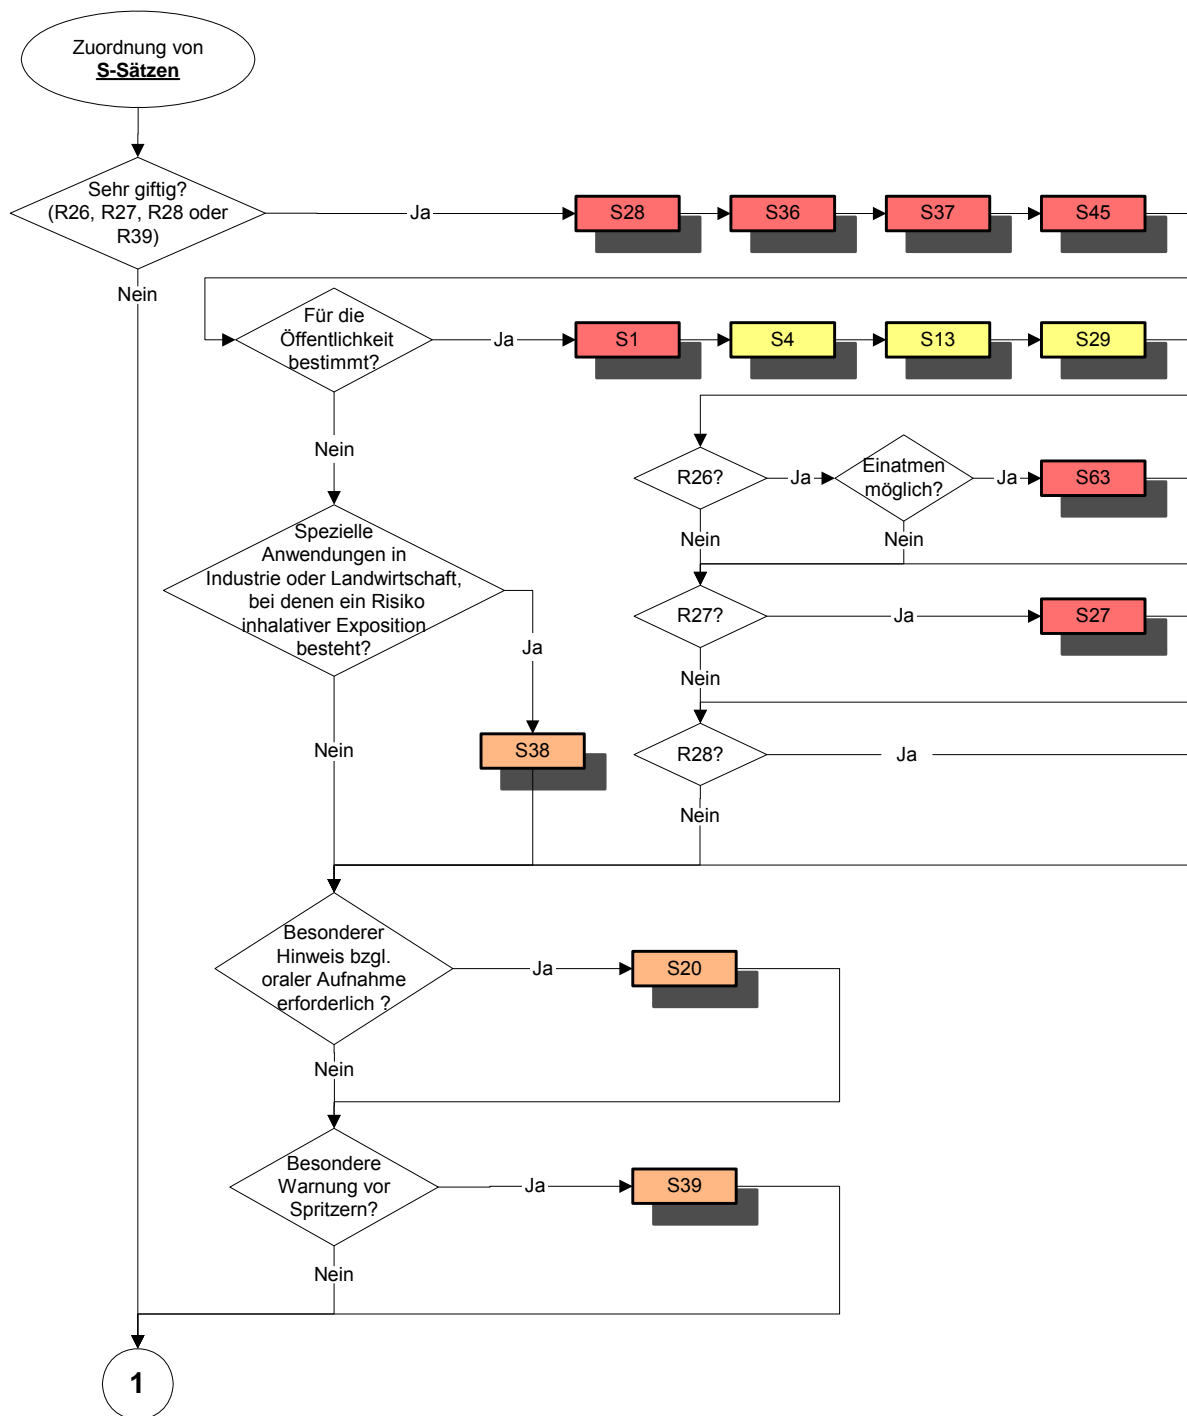 Zuordnung von
S-Sätzen
Sehr giftig?
(R26, R27, R28 oder
R39)
Ja
S28
S36
S37
S45
Nein
Für die
Öffentlichkeit
bestimmt?
Ja
S1
S4
S13
S29
Nein
R26?
Ja
Einatmen
möglich?
Ja
S63
Nein
Nein
Spezielle
Anwendungen in
Industrie oder Landwirtschaft,
bei denen ein Risiko
inhalativer Exposition
besteht?
Ja
R27?
Ja
S27
Nein
Nein
S38
R28?
Ja
Nein
Besonderer
Hinweis bzgl.
oraler Aufnahme
erforderlich ?
Ja
S20
Nein
Besondere
Warnung vor
Spritzern?
Ja
S39
Nein
1